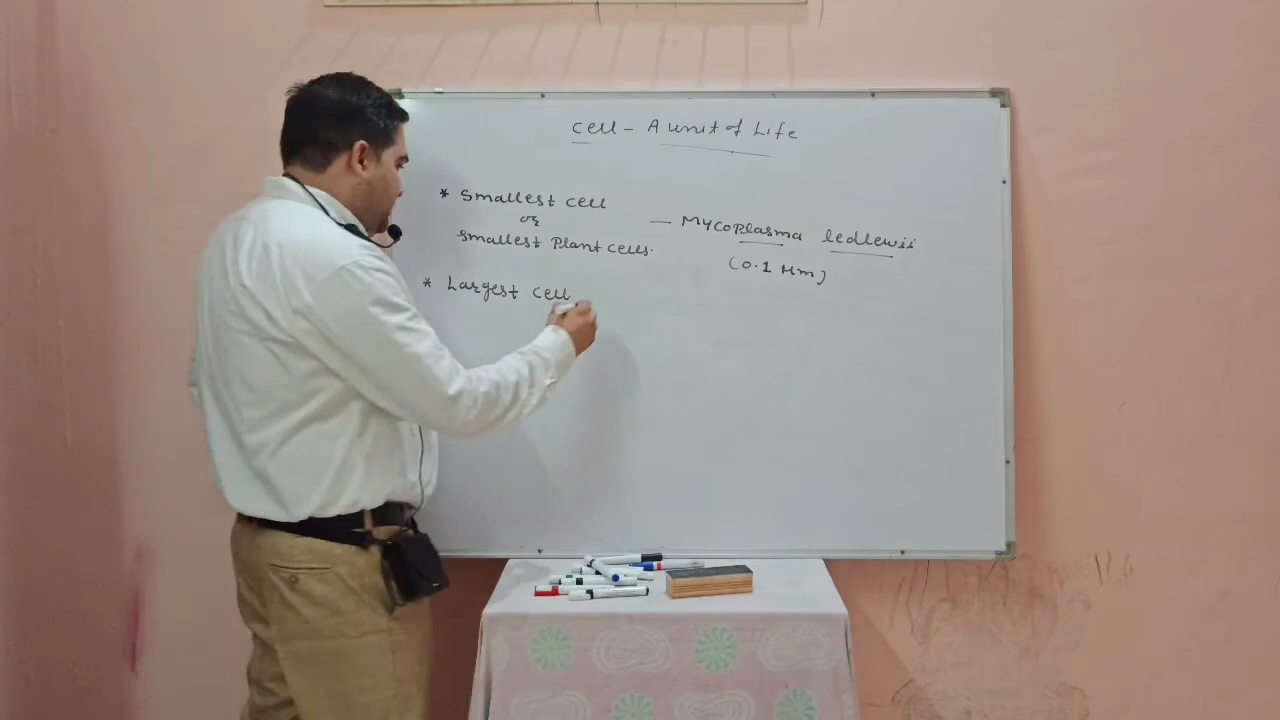 cell - A unit of Life
* Smallest cell
or
Smallest Plant cells.
— Mycoplasma ledlewii
(0.1 μm)
* Largest cell